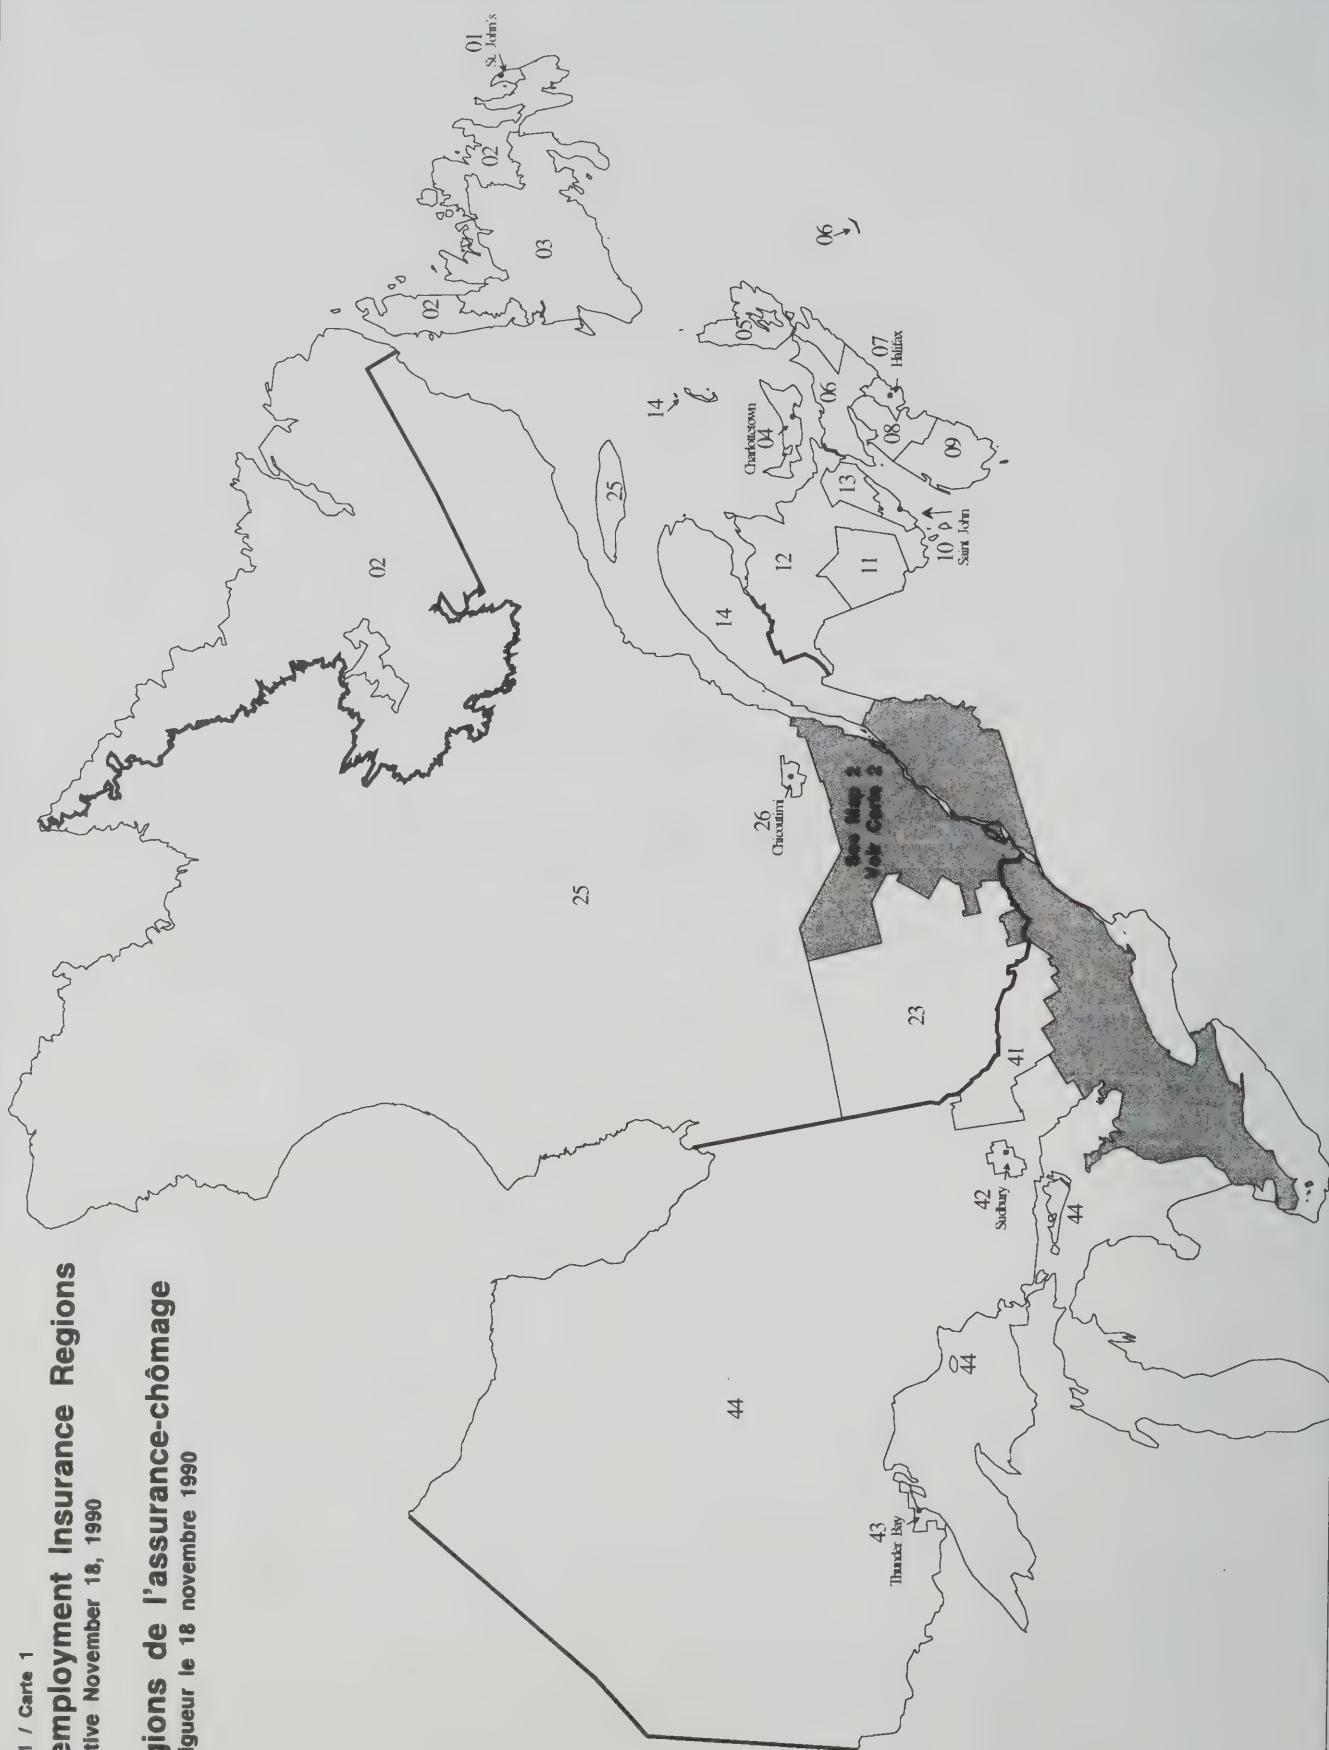 1 / Carte 1
employment Insurance Regions
tive November 18, 1990
gions de l'assurance-chômage
igueur le 18 novembre 1990
01
St. John's
02
02
03
02
06
05
14
Charlottetown
04
06
07
Halifax
08
09
13
10
Saint John
25
12
11
14
26
Chicoutimi
See Map 2
Voir Carte 2
25
23
41
42
Sudbury
44
44
44
43
Thunder Bay